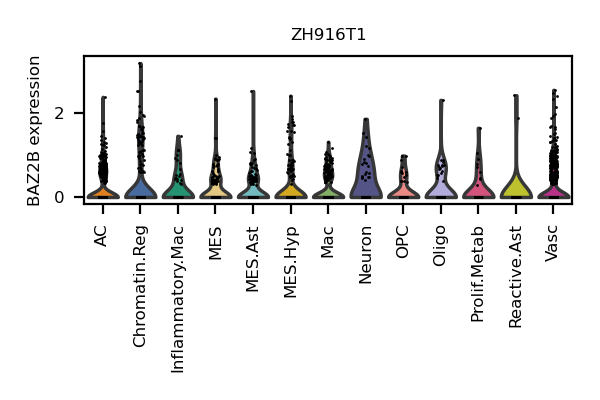 ZH916T1
BAZ2B expression
2
0
AC
Chromatin.Reg
Inflammatory.Mac
MES
MES.Ast
MES.Hyp
Mac
Neuron
OPC
Oligo
Prolif.Metab
Reactive.Ast
Vasc